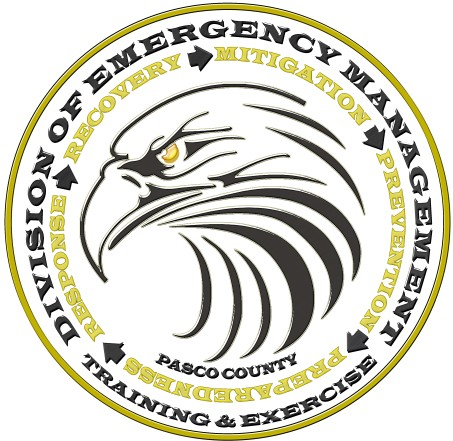 DIVISION OF EMERGENCY MANAGEMENT
RECOVERY
MITIGATION
PREVENTION
PREPAREDNESS
RESPONSE
PASCO COUNTY
TRAINING & EXERCISE